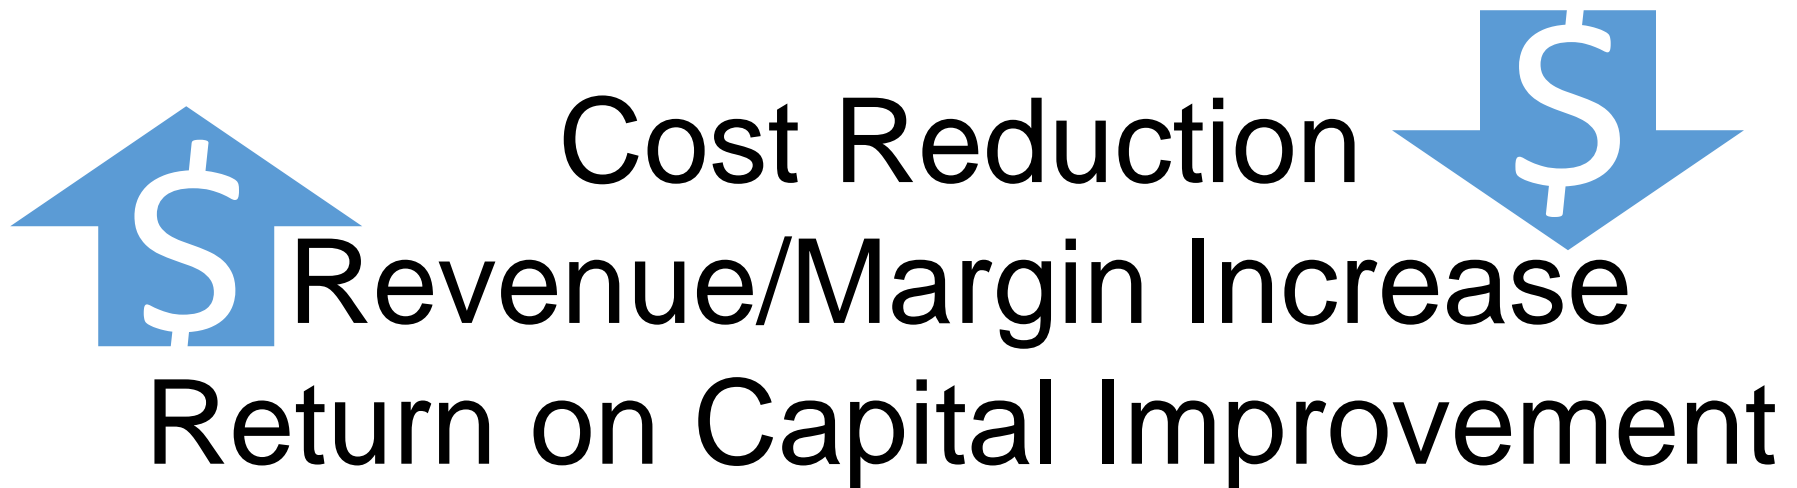 $
Cost Reduction
$
Revenue/Margin Increase
Return on Capital Improvement